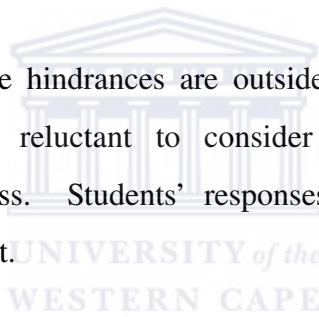 e hindrances are outside
reluctant to consider
ss. Students' responses
t.
UNIVERSITY of the
WESTERN CAPE